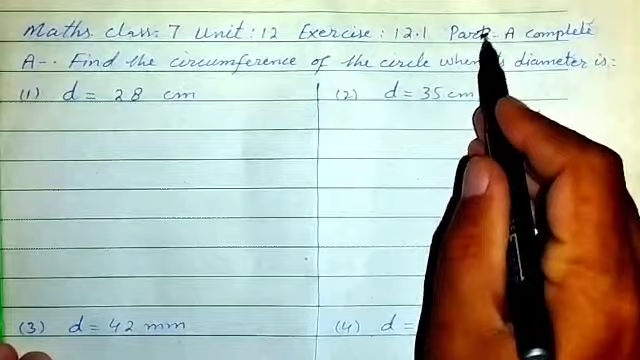 Maths Class: 7 Unit: 12 Exercise: 12.1 Part - A complete
A-. Find the circumference of the circle when diameter is:
(1) d = 28 cm
(2) d = 35 cm
(3) d = 42 mm
(4) d =